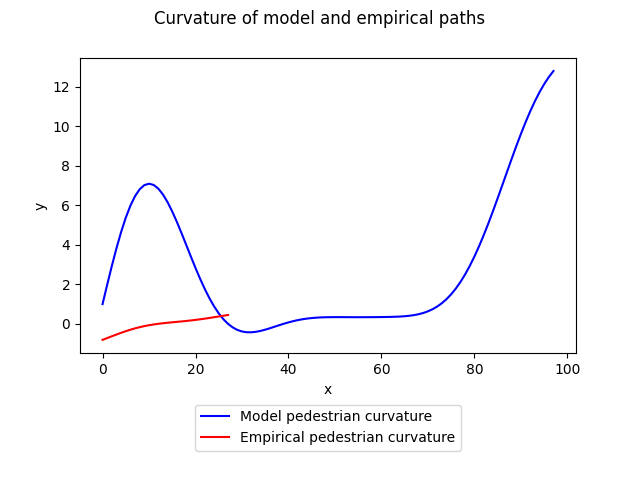 Curvature of model and empirical paths
12
10
8
6
4
2
0
y
0 20 40 60 80 100
x
Model pedestrian curvature
Empirical pedestrian curvature